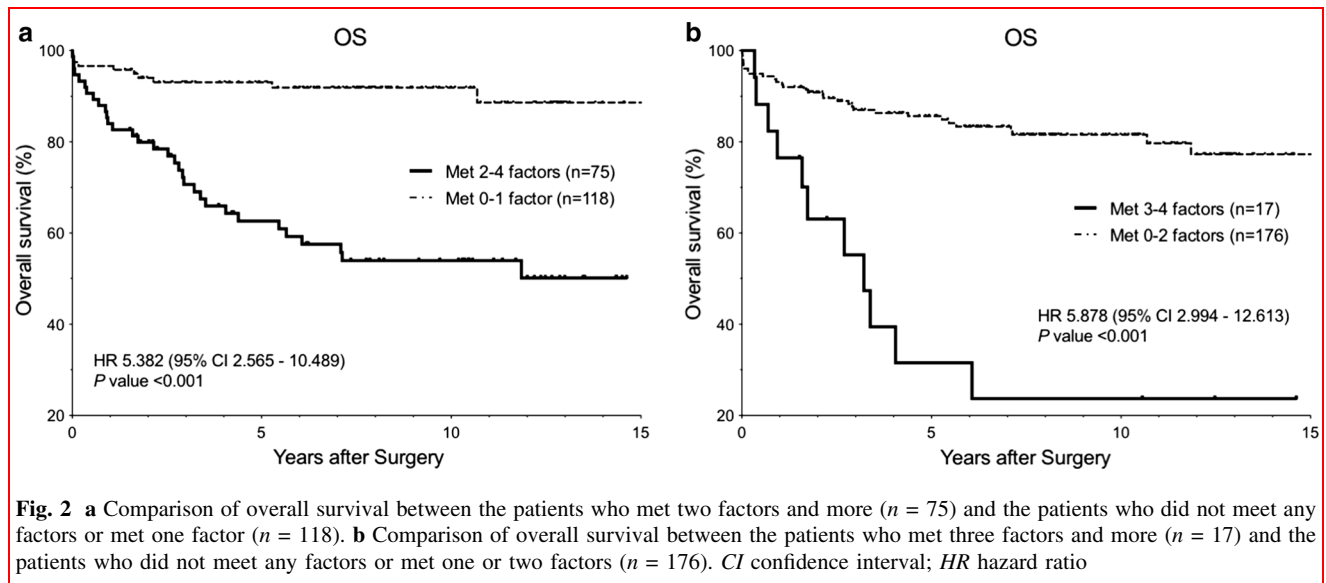 a
OS
100
80
60
40
20
Overall survival (%)
Met 2-4 factors (n=75)
Met 0-1 factor (n=118)
HR 5.382 (95% CI 2.565 - 10.489)
P value <0.001
0 5 10 15
Years after Surgery
b
OS
100
80
60
40
20
Overall survival (%)
Met 3-4 factors (n=17)
Met 0-2 factors (n=176)
HR 5.878 (95% CI 2.994 - 12.613)
P value <0.001
0 5 10 15
Years after Surgery
Fig. 2 a Comparison of overall survival between the patients who met two factors and more (n = 75) and the patients who did not meet any
factors or met one factor (n = 118). b Comparison of overall survival between the patients who met three factors and more (n = 17) and the
patients who did not meet any factors or met one or two factors (n = 176). CI confidence interval; HR hazard ratio